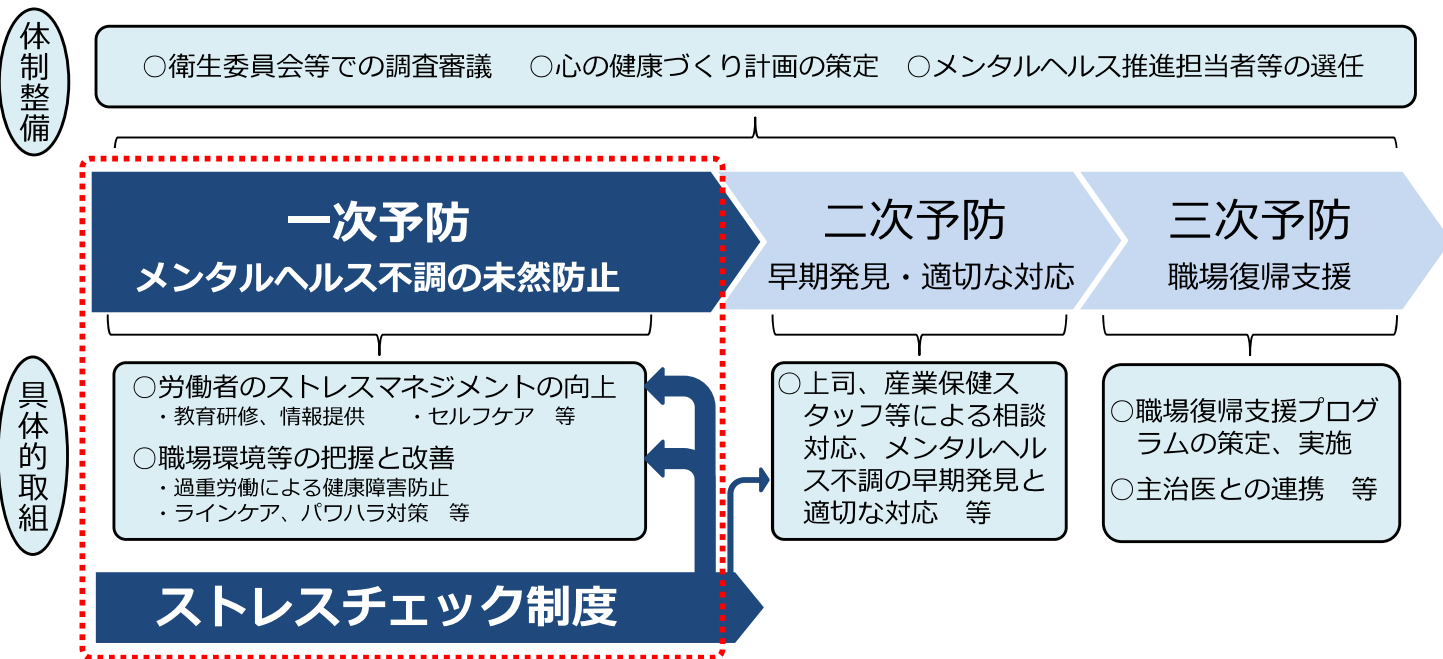 体制整備
○衛生委員会等での調査審議　○心の健康づくり計画の策定　○メンタルヘルス推進担当者等の選任
一次予防
メンタルヘルス不調の未然防止
二次予防
早期発見・適切な対応
三次予防
職場復帰支援
具体的取組
○労働者のストレスマネジメントの向上
・教育研修、情報提供　・セルフケア　等
○職場環境等の把握と改善
・過重労働による健康障害防止
・ラインケア、パワハラ対策　等
○上司、産業保健ス
タッフ等による相談
対応、メンタルヘル
ス不調の早期発見と
適切な対応　等
○職場復帰支援プログ
ラムの策定、実施
○主治医との連携　等
ストレスチェック制度